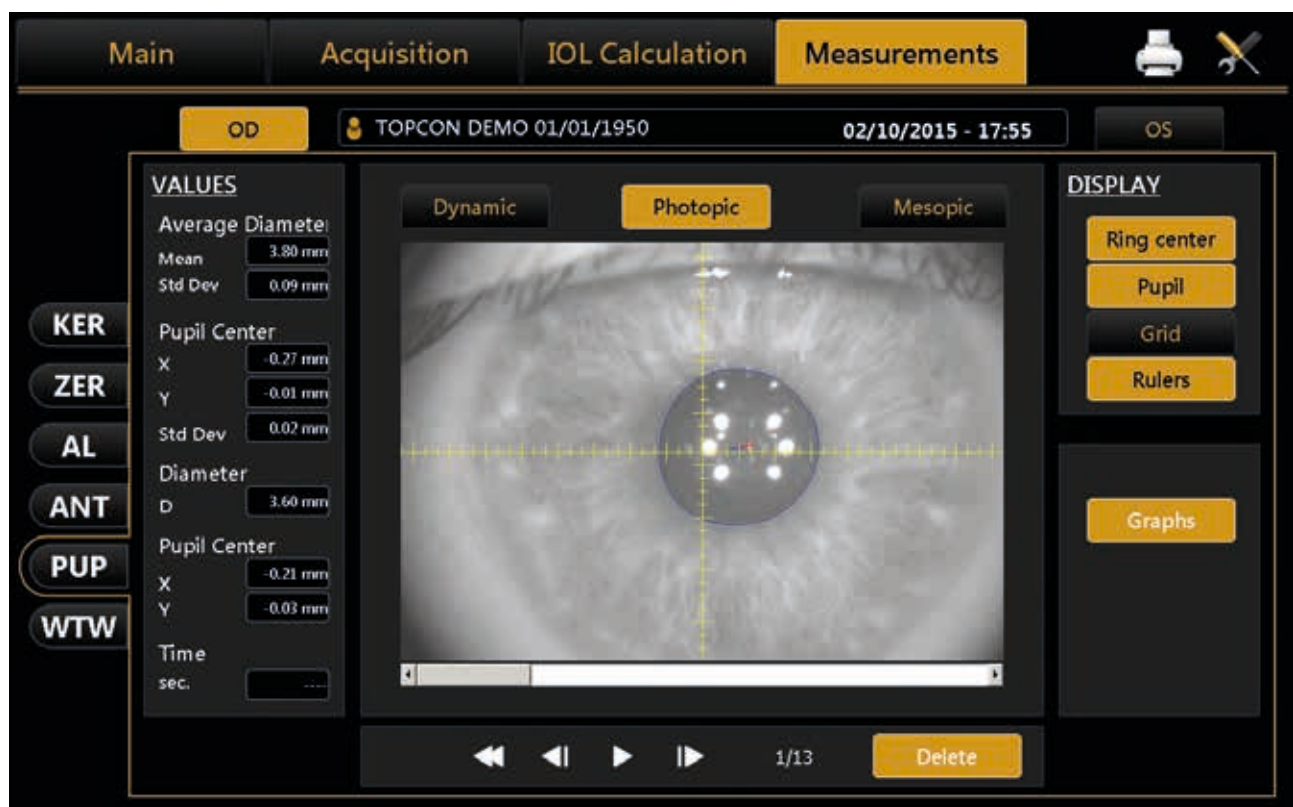 Main Acquisition IOL Calculation Measurements
OD TOPCON DEMO 01/01/1950 02/10/2015 - 17:55 OS
VALUES
Average Diameter
Mean 3.80 mm
Std Dev 0.09 mm
Pupil Center
X -0.27 mm
Y -0.01 mm
Std Dev 0.02 mm
Diameter
D 3.60 mm
Pupil Center
X -0.21 mm
Y -0.03 mm
Time
sec. -----
KER
ZER
AL
ANT
PUP
WTW
Dynamic Photopic Mesopic
1/13 Delete
DISPLAY
Ring center
Pupil
Grid
Rulers
Graphs